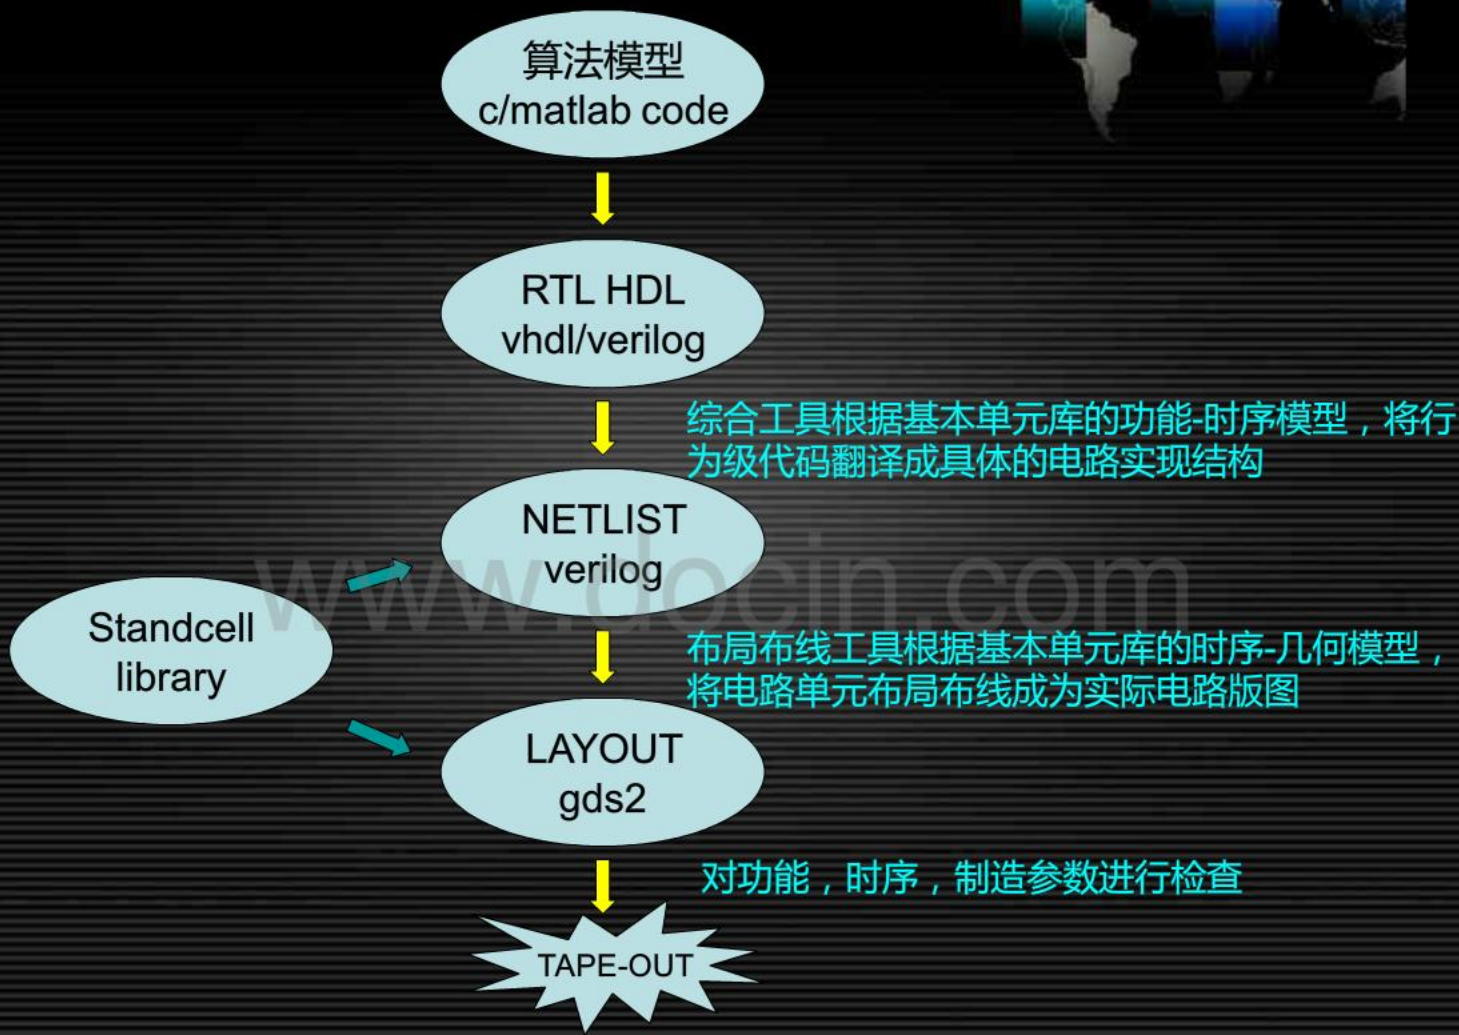 算法模型
c/matlab code
RTL HDL
vhdl/verilog
综合工具根据基本单元库的功能-时序模型，将行
为级代码翻译成具体的电路实现结构
NETLIST
verilog
www.docin.com
Standcell
library
布局布线工具根据基本单元库的时序-几何模型，
将电路单元布局布线成为实际电路版图
LAYOUT
gds2
对功能，时序，制造参数进行检查
TAPE-OUT